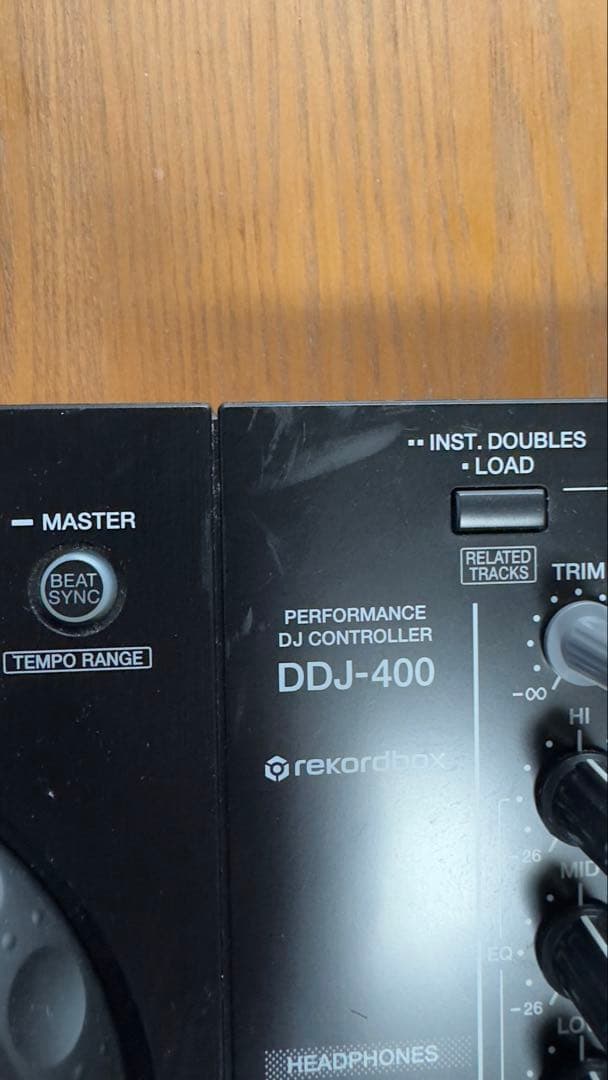 ·· INST. DOUBLES
· LOAD
— MASTER
BEAT
SYNC
TEMPO RANGE
RELATED
TRACKS
TRIM
PERFORMANCE
DJ CONTROLLER
DDJ-400
-∞
HI
rekordbox
-26
MID
EQ
-26
HEADPHONES